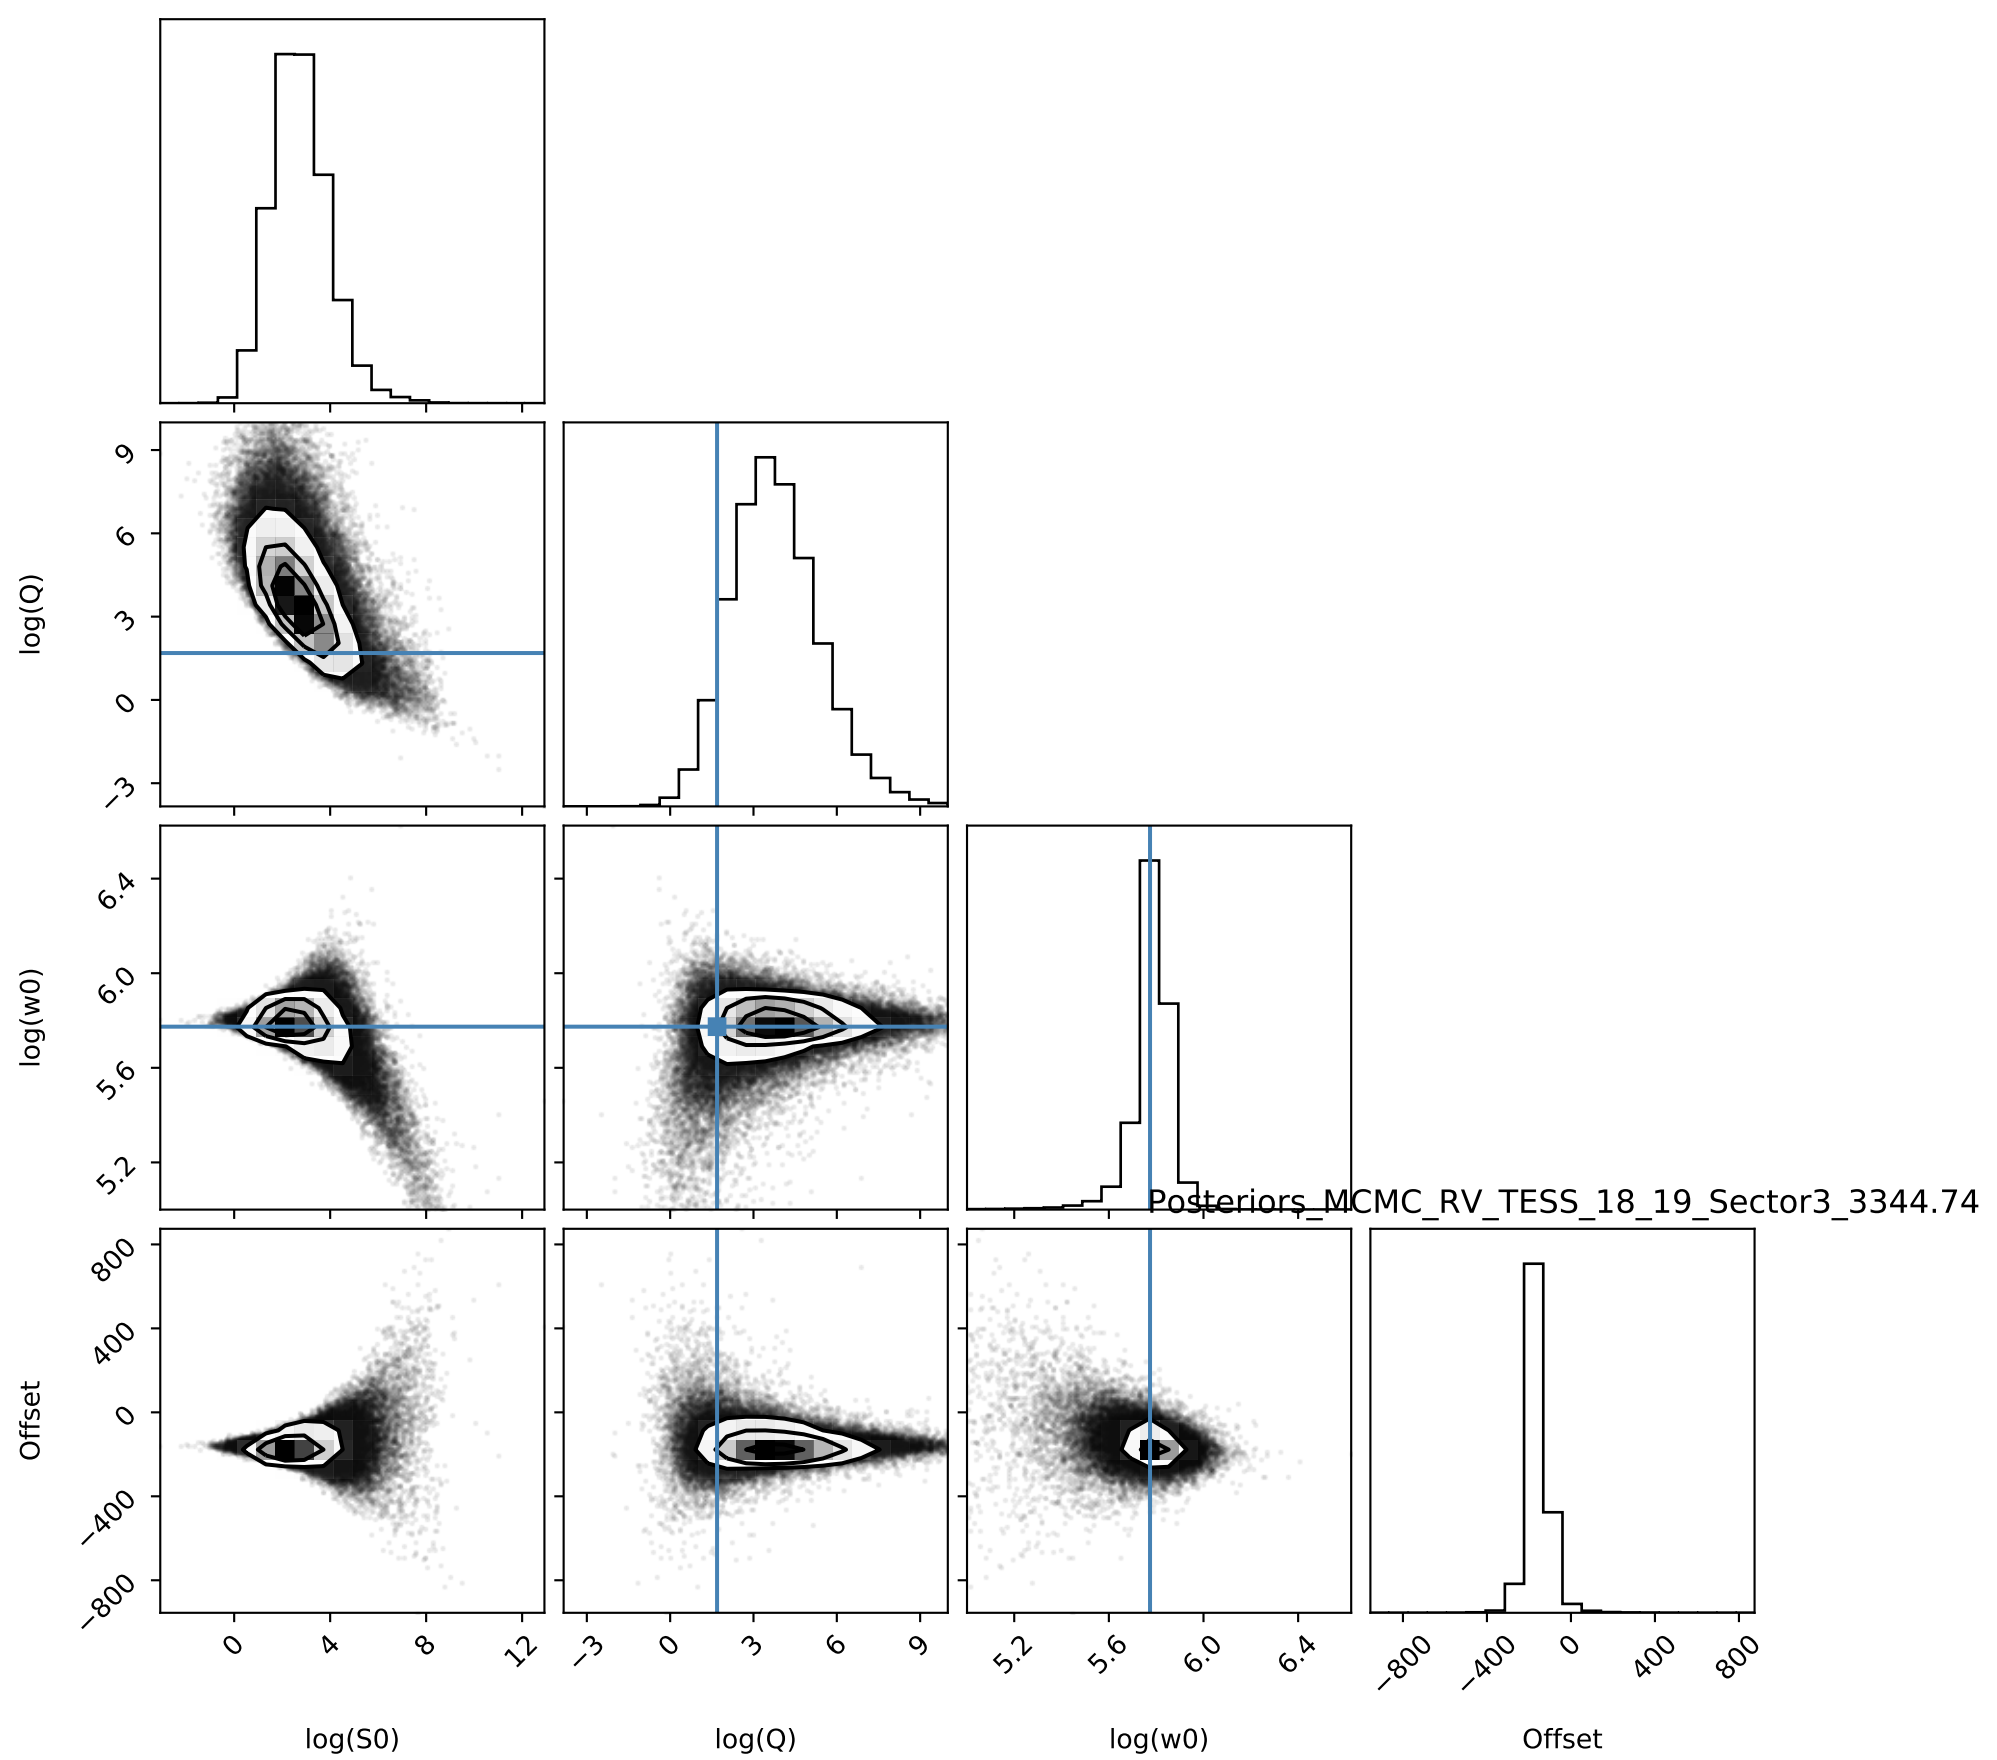 9
6
3
0
−3
log(Q)
6.4
6.0
5.6
5.2
log(w0)
Posteriors_MCMC_RV_TESS_18_19_Sector3_3344.74
800
400
0
−400
−800
Offset
0 4 8 12
−3 0 3 6 9
5.2 5.6 6.0 6.4
−800 −400 0 400 800
log(S0)
log(Q)
log(w0)
Offset